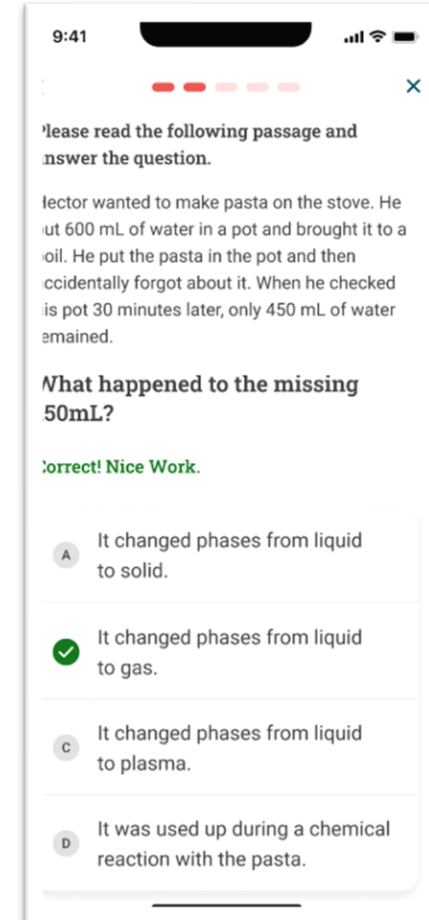 9:41
lease read the following passage and
nswer the question.
Hector wanted to make pasta on the stove. He
ut 600 mL of water in a pot and brought it to a
oil. He put the pasta in the pot and then
ccidentally forgot about it. When he checked
is pot 30 minutes later, only 450 mL of water
emained.
What happened to the missing
50mL?
Correct! Nice Work.
A
It changed phases from liquid
to solid.
It changed phases from liquid
to gas.
C
It changed phases from liquid
to plasma.
D
It was used up during a chemical
reaction with the pasta.